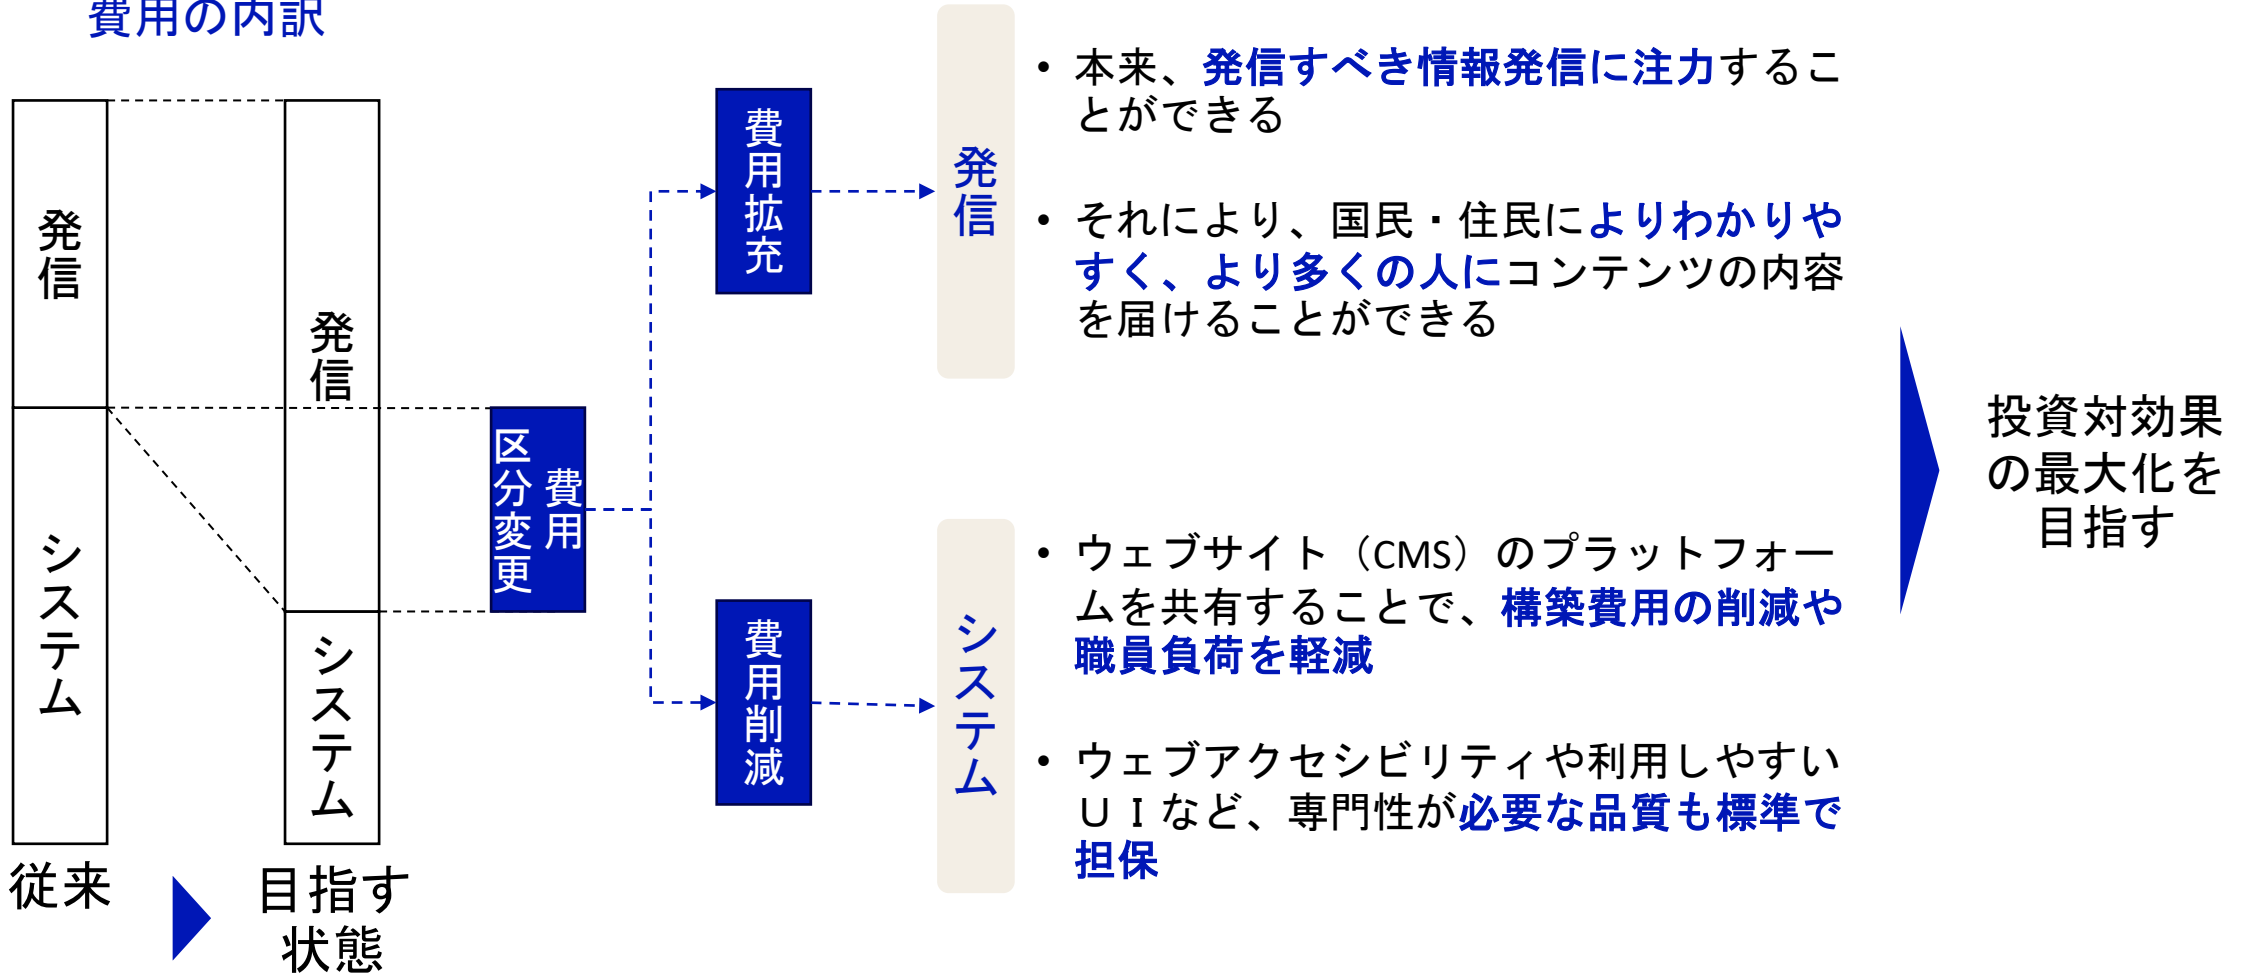 費用の内訳
発信
システム
従来
発信
システム
目指す
状態
費用
区分変更
費用拡充
発信
・本来、発信すべき情報発信に注力するこ
とができる
・それにより、国民・住民によりわかりや
すく、より多くの人にコンテンツの内容
を届けることができる
費用削減
システム
・ウェブサイト（CMS）のプラットフォー
ムを共有することで、構築費用の削減や
職員負荷を軽減
・ウェブアクセシビリティや利用しやすい
ＵＩなど、専門性が必要な品質も標準で
担保
投資対効果
の最大化を
目指す